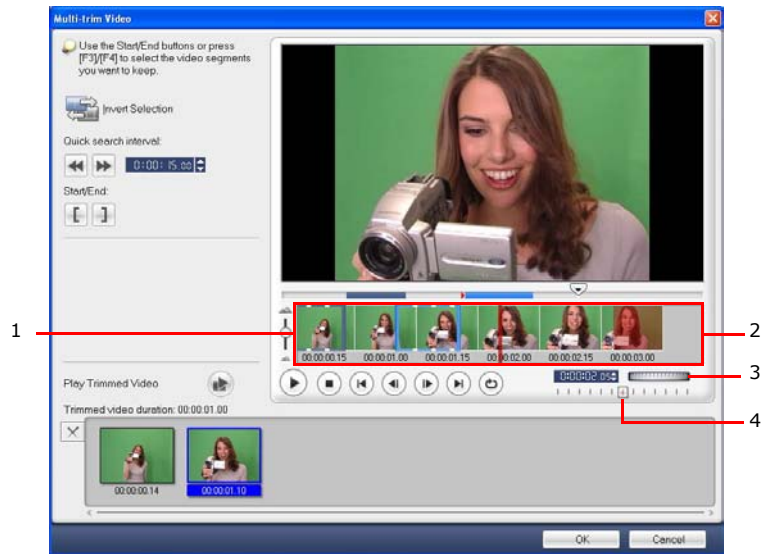 Multi-trim Video
Use the Start/End buttons or press
[F3]/[F4] to select the video segments
you want to keep.
Invert Selection
Quick search interval:
0:00:15.00
Start/End:
1
2
00:00:00.15 00:00:01.00 00:00:01.15 00:00:02.00 00:00:02.15 00:00:03.00
3
Play Trimmed Video
0:00:02.05
4
Trimmed video duration: 00:00:01.00
00:00:00.14 00:00:01.10
OK Cancel